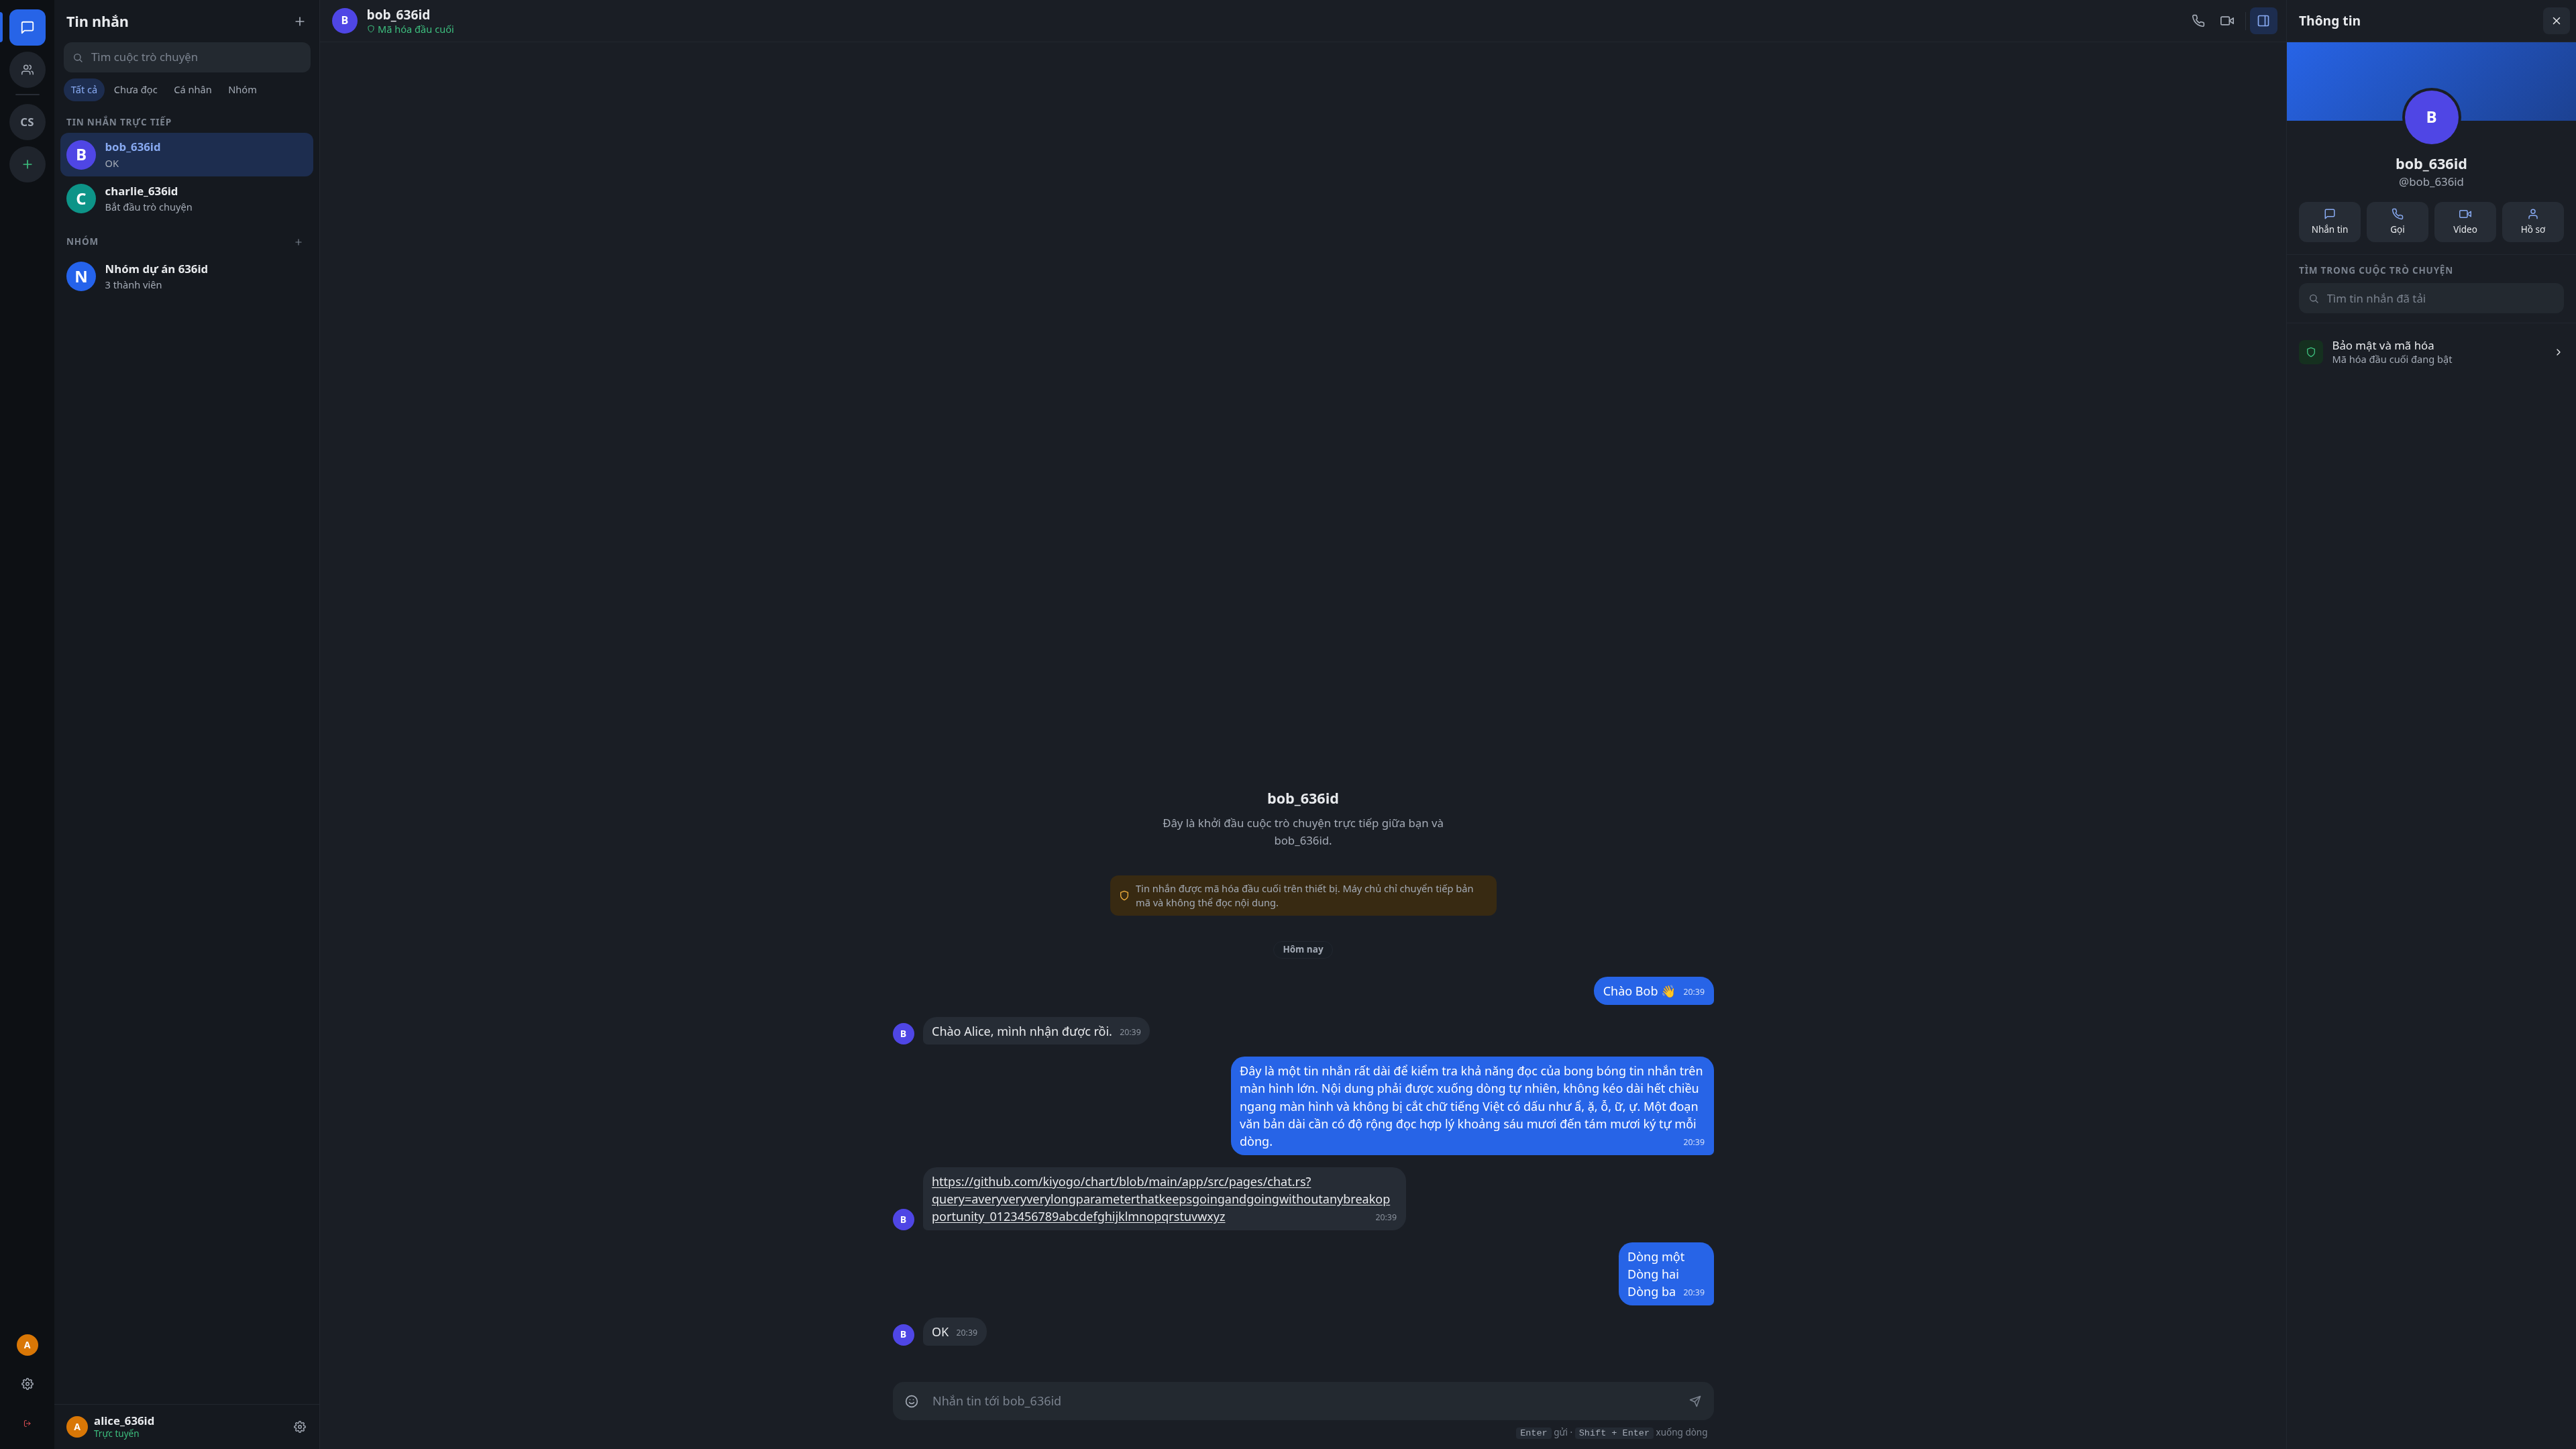 Tin nhắn
Tìm cuộc trò chuyện
Tất cả
Chưa đọc
Cá nhân
Nhóm
CS
TIN NHẮN TRỰC TIẾP
B
bob_636id
OK
C
charlie_636id
Bắt đầu trò chuyện
NHÓM
N
Nhóm dự án 636id
3 thành viên
A
A
alice_636id
Trực tuyến
B
bob_636id
Mã hóa đầu cuối
bob_636id
Đây là khởi đầu cuộc trò chuyện trực tiếp giữa bạn và
bob_636id.
Tin nhắn được mã hóa đầu cuối trên thiết bị. Máy chủ chỉ chuyển tiếp bản
mã và không thể đọc nội dung.
Hôm nay
Chào Bob 👋 20:39
B
Chào Alice, mình nhận được rồi. 20:39
Đây là một tin nhắn rất dài để kiểm tra khả năng đọc của bong bóng tin nhắn trên
màn hình lớn. Nội dung phải được xuống dòng tự nhiên, không kéo dài hết chiều
ngang màn hình và không bị cắt chữ tiếng Việt có dấu như ẩ, ặ, ỗ, ữ, ự. Một đoạn
văn bản dài cần có độ rộng đọc hợp lý khoảng sáu mươi đến tám mươi ký tự mỗi
dòng. 20:39
https://github.com/kiyogo/chart/blob/main/app/src/pages/chat.rs?
query=averyveryverylongparameterthatkeepsgoingandgoingwithoutanybreakop
portunity_0123456789abcdefghijklmnopqrstuvwxyz 20:39
B
Dòng một
Dòng hai
Dòng ba 20:39
B
OK 20:39
Nhắn tin tới bob_636id
Enter gửi · Shift + Enter xuống dòng
Thông tin
B
bob_636id
@bob_636id
Nhắn tin
Gọi
Video
Hồ sơ
TÌM TRONG CUỘC TRÒ CHUYỆN
Tìm tin nhắn đã tải
Bảo mật và mã hóa
Mã hóa đầu cuối đang bật